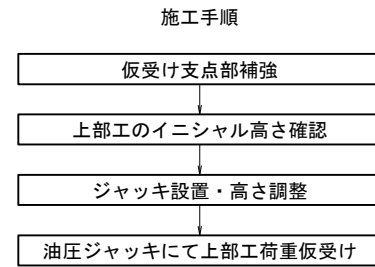 施工手順
仮受け支点部補強
上部工のイニシャル高さ確認
ジャッキ設置・高さ調整
油圧ジャッキにて上部工荷重仮受け